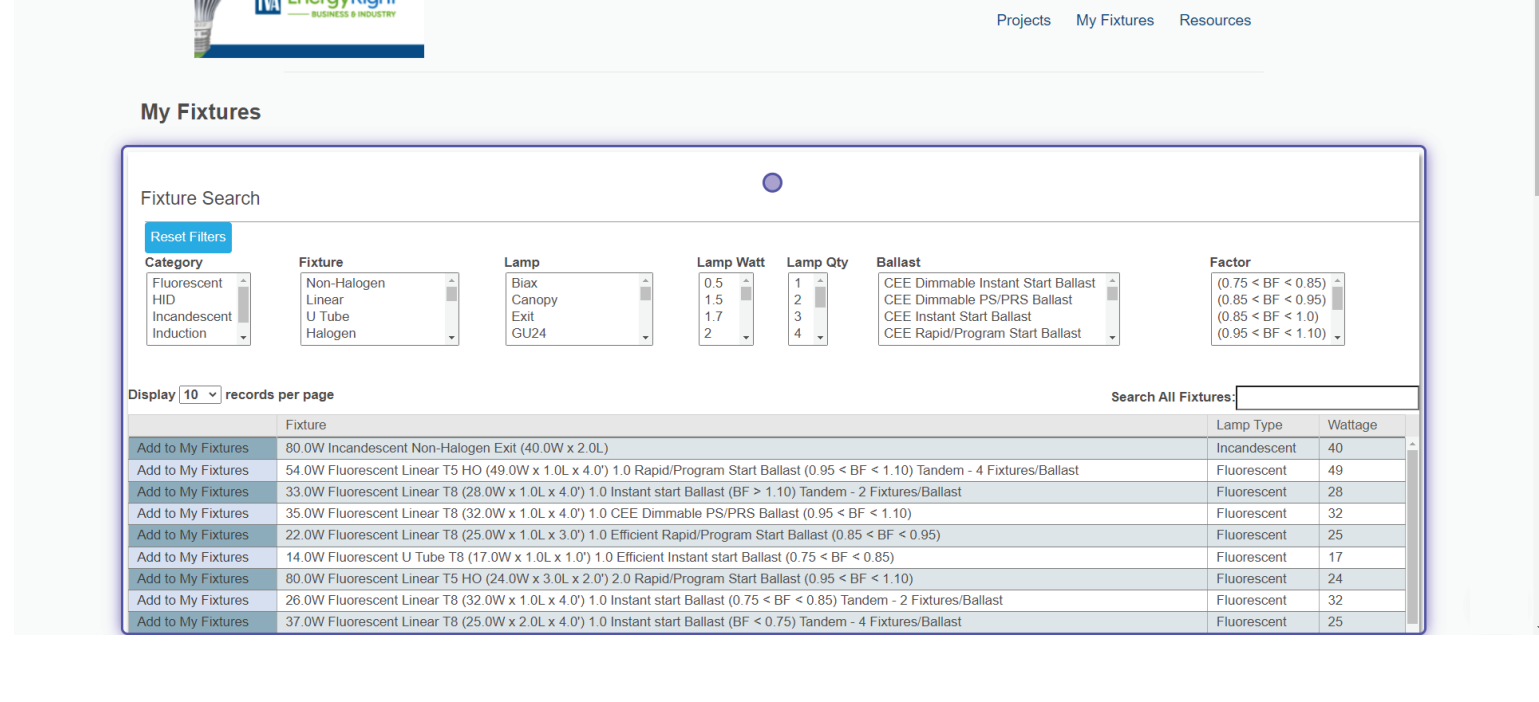 TVA EnergyRight
BUSINESS & INDUSTRY
Projects My Fixtures Resources
My Fixtures
Fixture Search
Reset Filters
Category Fixture Lamp Lamp Watt Lamp Qty Ballast Factor
Fluorescent Non-Halogen Biax 0.5 1 CEE Dimmable Instant Start Ballast (0.75 < BF < 0.85)
HID Linear Canopy 1.5 2 CEE Dimmable PS/PRS Ballast (0.85 < BF < 0.95)
Incandescent U Tube Exit 1.7 3 CEE Instant Start Ballast (0.85 < BF < 1.0)
Induction Halogen GU24 2 4 CEE Rapid/Program Start Ballast (0.95 < BF < 1.10)
Display 10 records per page Search All Fixtures:
Fixture Lamp Type Wattage
Add to My Fixtures 80.0W Incandescent Non-Halogen Exit (40.0W x 2.0L) Incandescent 40
Add to My Fixtures 54.0W Fluorescent Linear T5 HO (49.0W x 1.0L x 4.0') 1.0 Rapid/Program Start Ballast (0.95 < BF < 1.10) Tandem - 4 Fixtures/Ballast Fluorescent 49
Add to My Fixtures 33.0W Fluorescent Linear T8 (28.0W x 1.0L x 4.0') 1.0 Instant start Ballast (BF > 1.10) Tandem - 2 Fixtures/Ballast Fluorescent 28
Add to My Fixtures 35.0W Fluorescent Linear T8 (32.0W x 1.0L x 4.0') 1.0 CEE Dimmable PS/PRS Ballast (0.95 < BF < 1.10) Fluorescent 32
Add to My Fixtures 22.0W Fluorescent Linear T8 (25.0W x 1.0L x 3.0') 1.0 Efficient Rapid/Program Start Ballast (0.85 < BF < 0.95) Fluorescent 25
Add to My Fixtures 14.0W Fluorescent U Tube T8 (17.0W x 1.0L x 1.0') 1.0 Efficient Instant start Ballast (0.75 < BF < 0.85) Fluorescent 17
Add to My Fixtures 80.0W Fluorescent Linear T5 HO (24.0W x 3.0L x 2.0') 2.0 Rapid/Program Start Ballast (0.95 < BF < 1.10) Fluorescent 24
Add to My Fixtures 26.0W Fluorescent Linear T8 (32.0W x 1.0L x 4.0') 1.0 Instant start Ballast (0.75 < BF < 0.85) Tandem - 2 Fixtures/Ballast Fluorescent 32
Add to My Fixtures 37.0W Fluorescent Linear T8 (25.0W x 2.0L x 4.0') 1.0 Instant start Ballast (BF < 0.75) Tandem - 4 Fixtures/Ballast Fluorescent 25